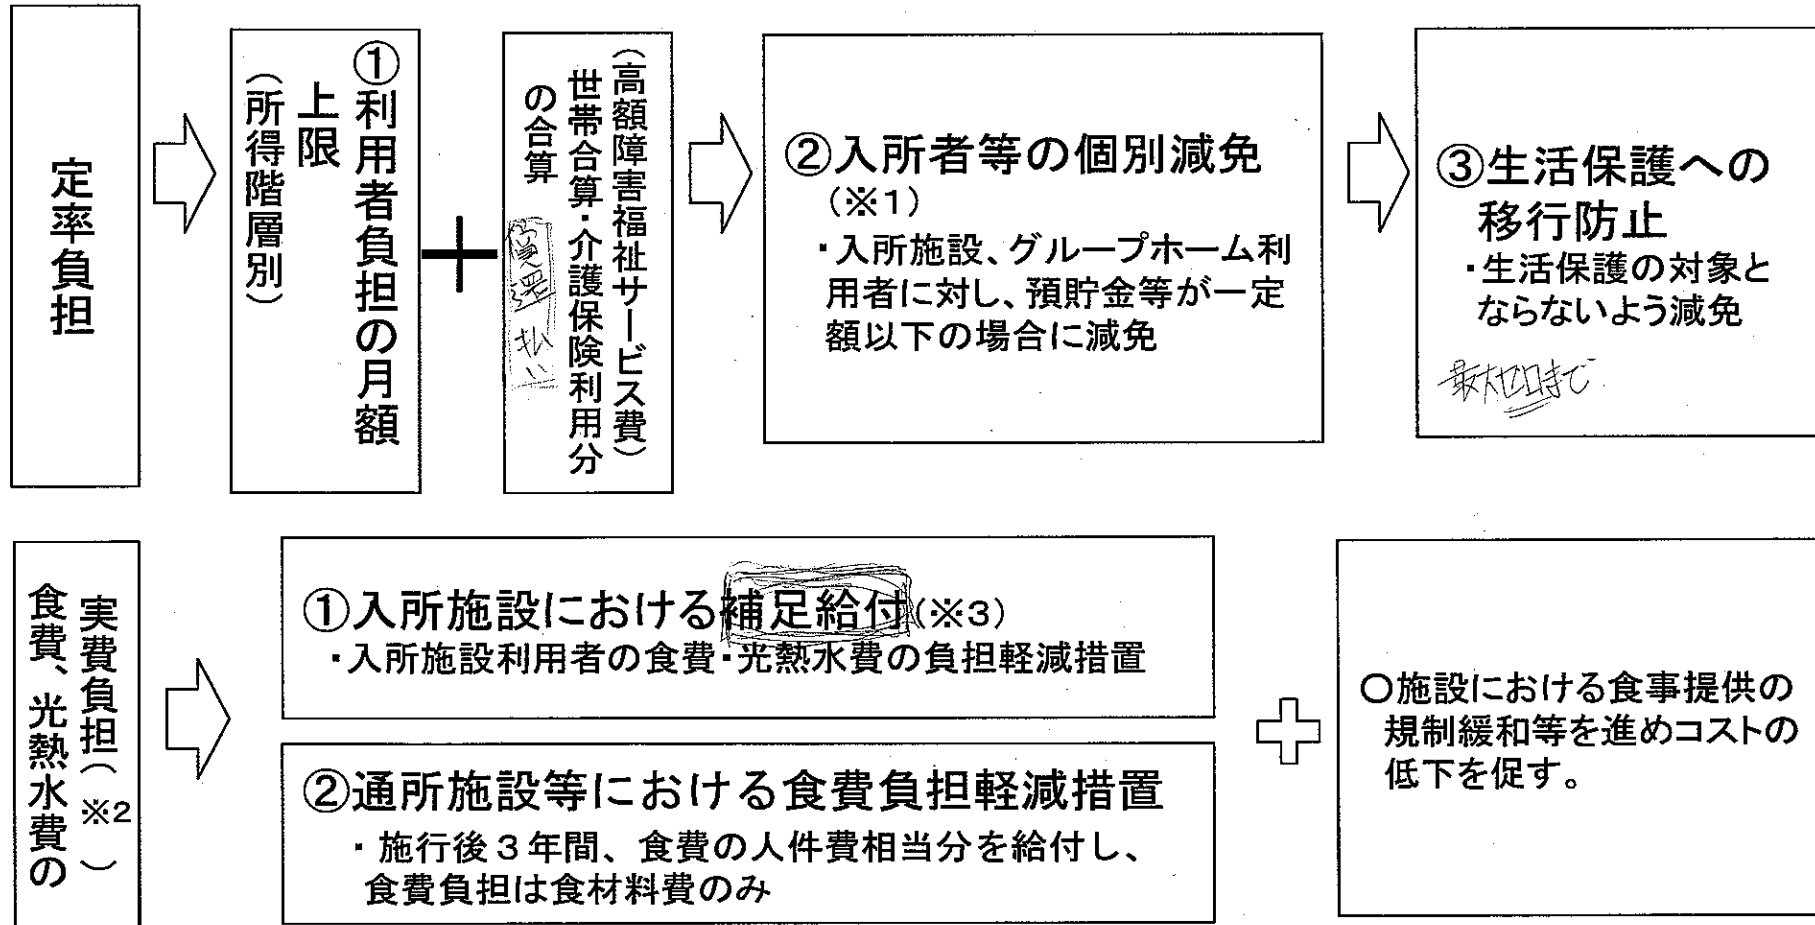 定率負担
①利用者負担の月額
上限
(所得階層別)
(高額障害福祉サービス費)
世帯合算・介護保険利用分
の合算
償還払い
②入所者等の個別減免
(※1)
・入所施設、グループホーム利
用者に対し、預貯金等が一定
額以下の場合に減免
③生活保護への
移行防止
・生活保護の対象と
ならないよう減免
最大ゼロまで
実費負担(※2)
食費、光熱水費の
①入所施設における補足給付(※3)
・入所施設利用者の食費・光熱水費の負担軽減措置
②通所施設等における食費負担軽減措置
・施行後3年間、食費の人件費相当分を給付し、
食費負担は食材料費のみ
○施設における食事提供の
規制緩和等を進めコストの
低下を促す。